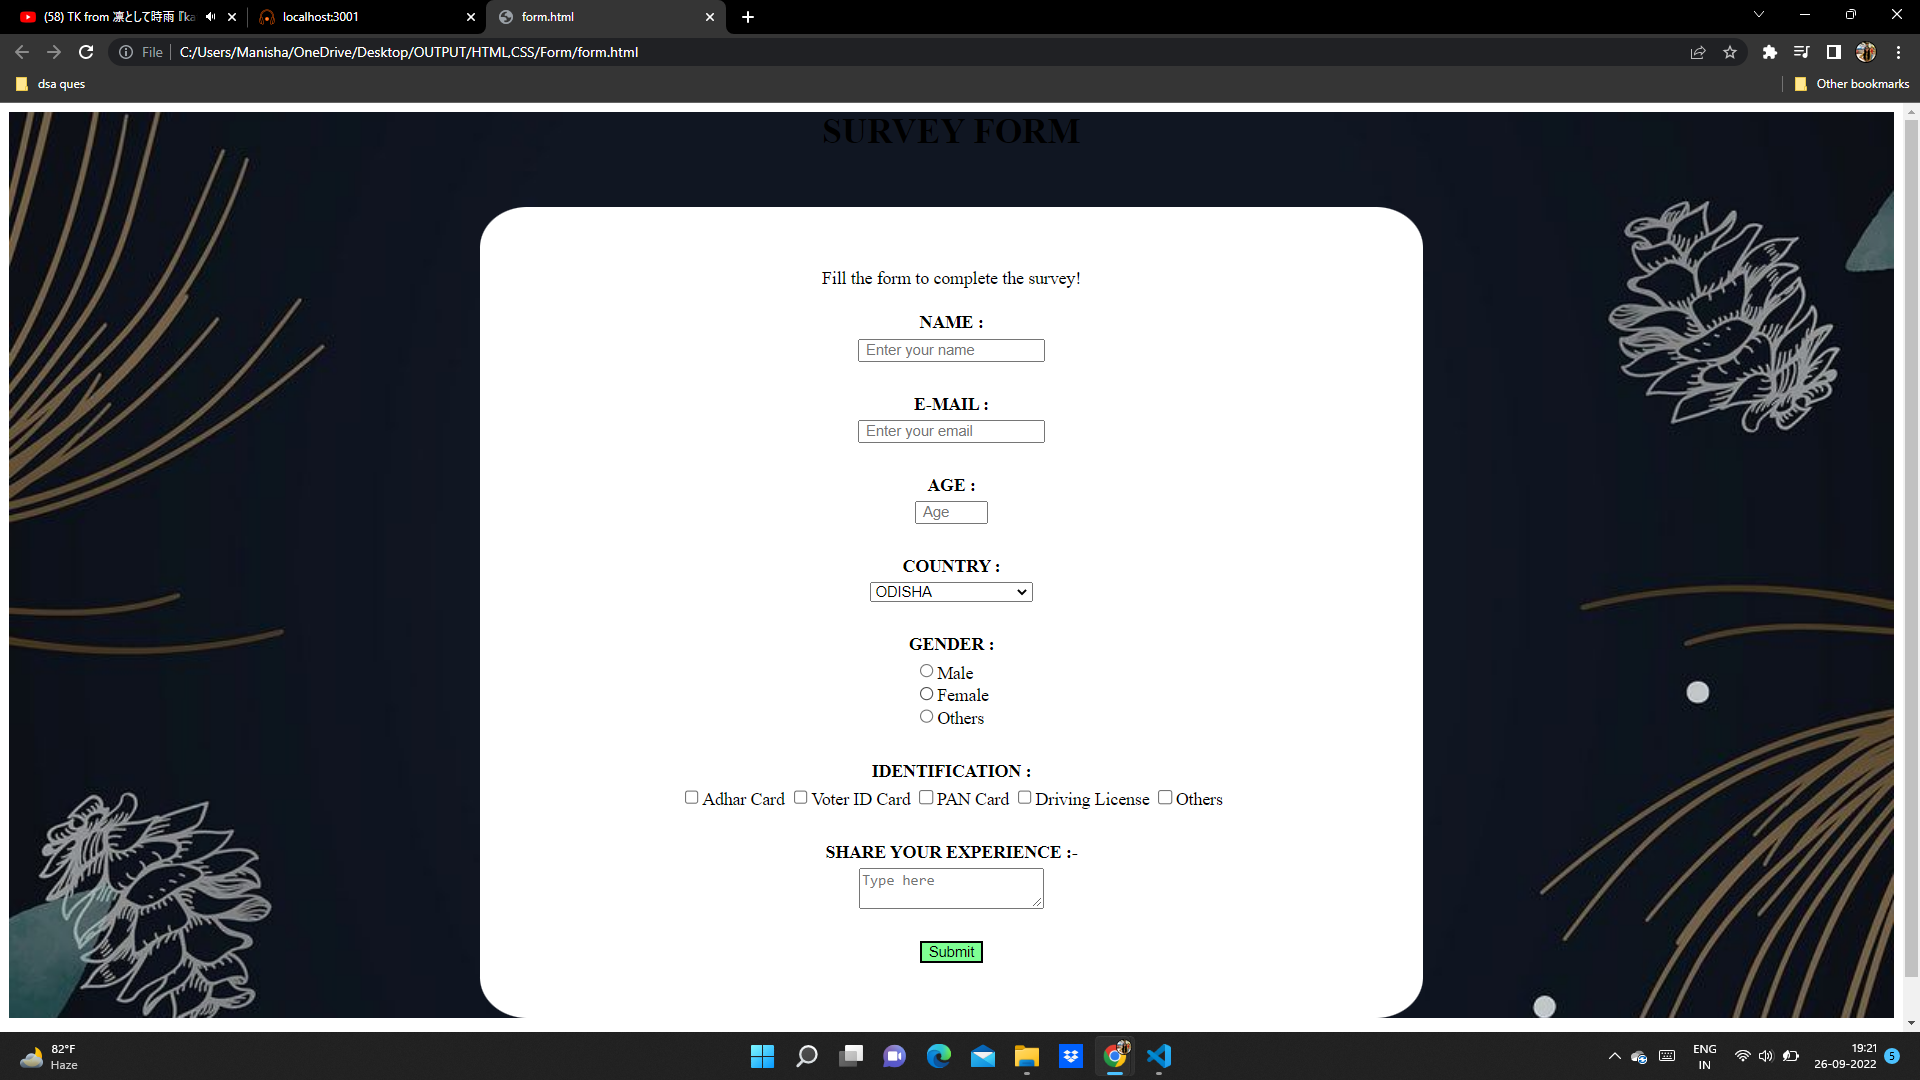 (58) TK from 凛として時雨 『ka
localhost:3001
form.html
File
C:/Users/Manisha/OneDrive/Desktop/OUTPUT/HTML,CSS/Form/form.html
dsa ques
Other bookmarks
SURVEY FORM
Fill the form to complete the survey!
NAME :
Enter your name
E-MAIL :
Enter your email
AGE :
Age
COUNTRY :
ODISHA
GENDER :
Male
Female
Others
IDENTIFICATION :
Adhar Card Voter ID Card PAN Card Driving License Others
SHARE YOUR EXPERIENCE :-
Type here
Submit
82°F
Haze
ENG
IN
19:21
26-09-2022
5